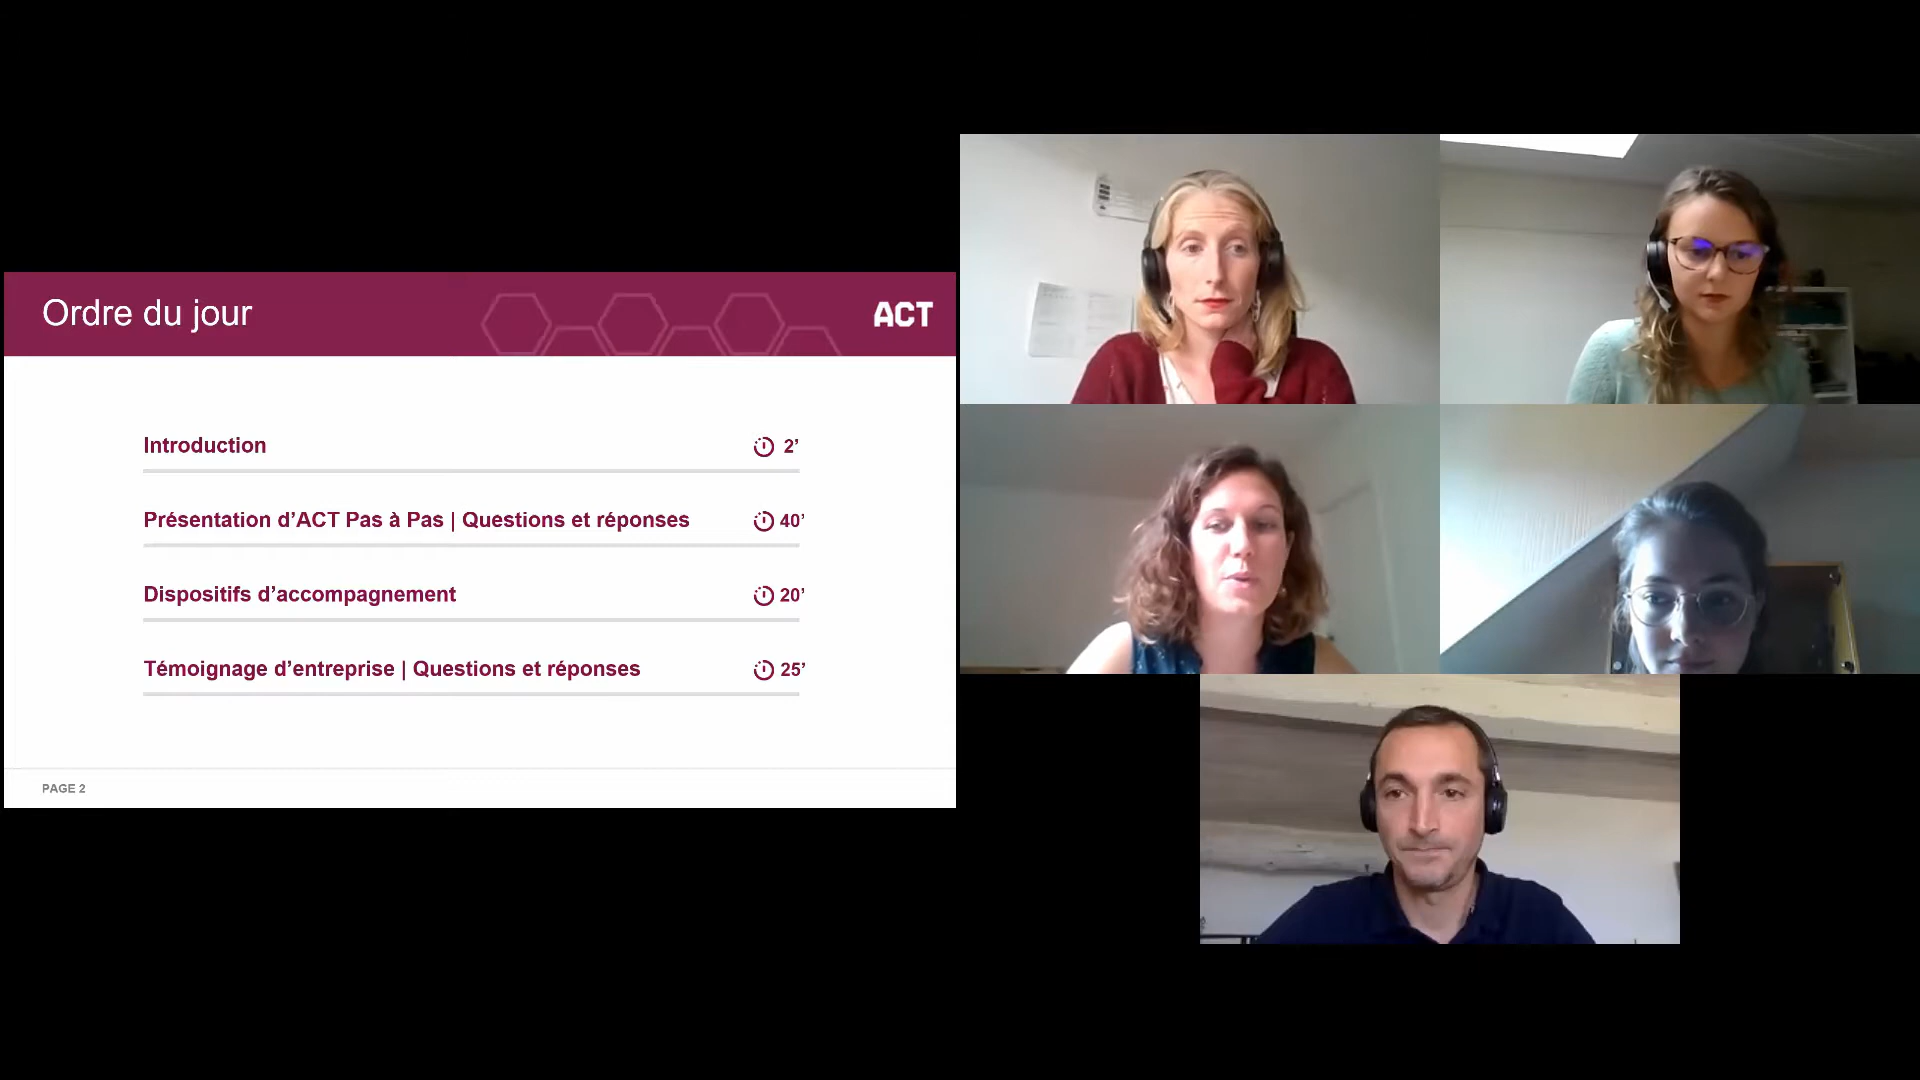 Ordre du jour
ACT
Introduction 2’
Présentation d’ACT Pas à Pas | Questions et réponses 40’
Dispositifs d’accompagnement 20’
Témoignage d’entreprise | Questions et réponses 25’
PAGE 2